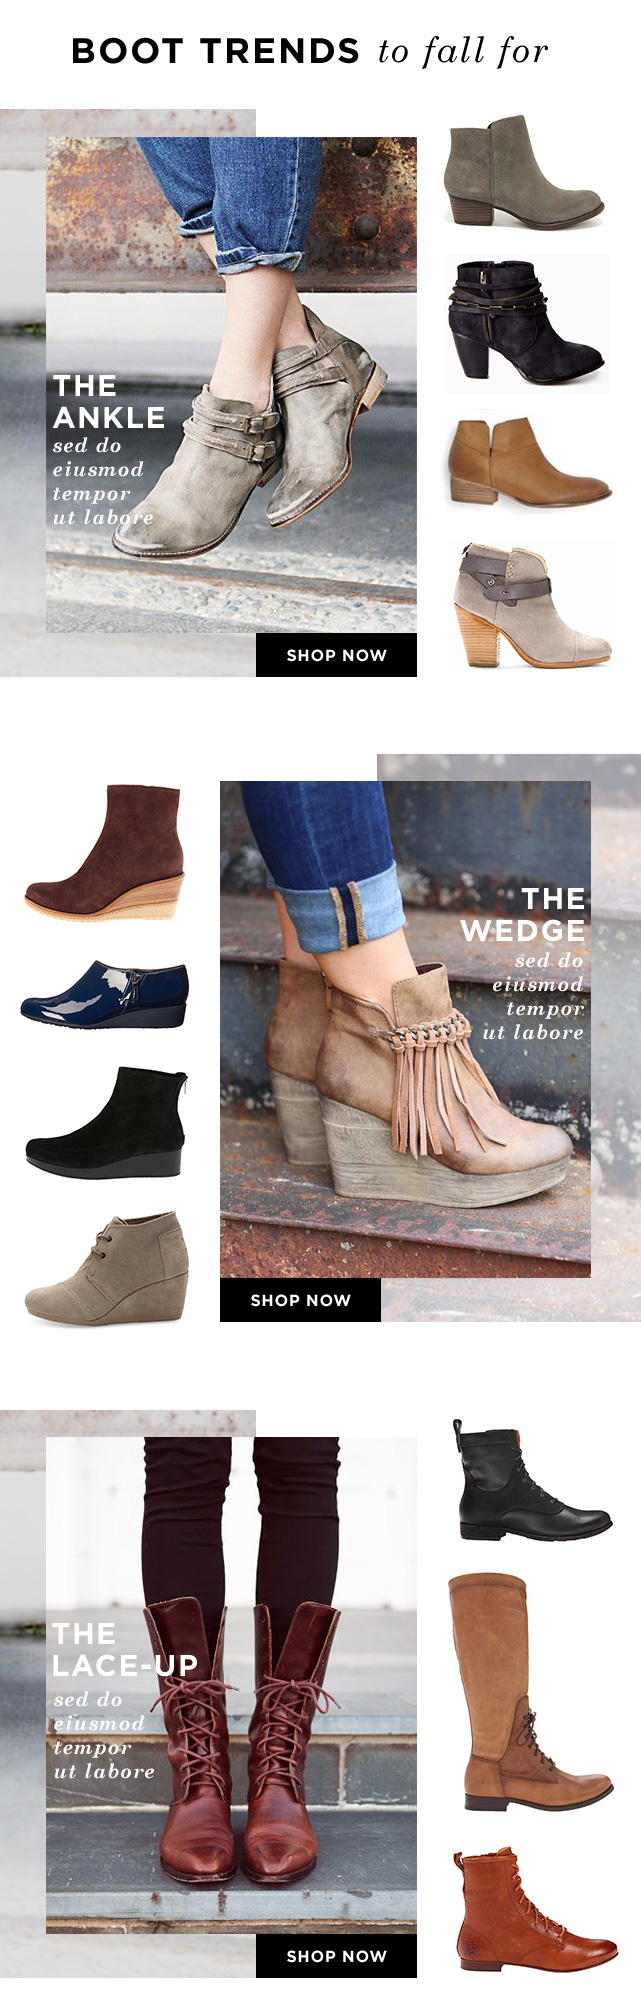 BOOT TRENDS to fall for
THE
ANKLE
sed do
eiusmod
tempor
ut labore
SHOP NOW
THE
WEDGE
sed do
eiusmod
tempor
ut labore
SHOP NOW
THE
LACE-UP
sed do
eiusmod
tempor
ut labore
SHOP NOW